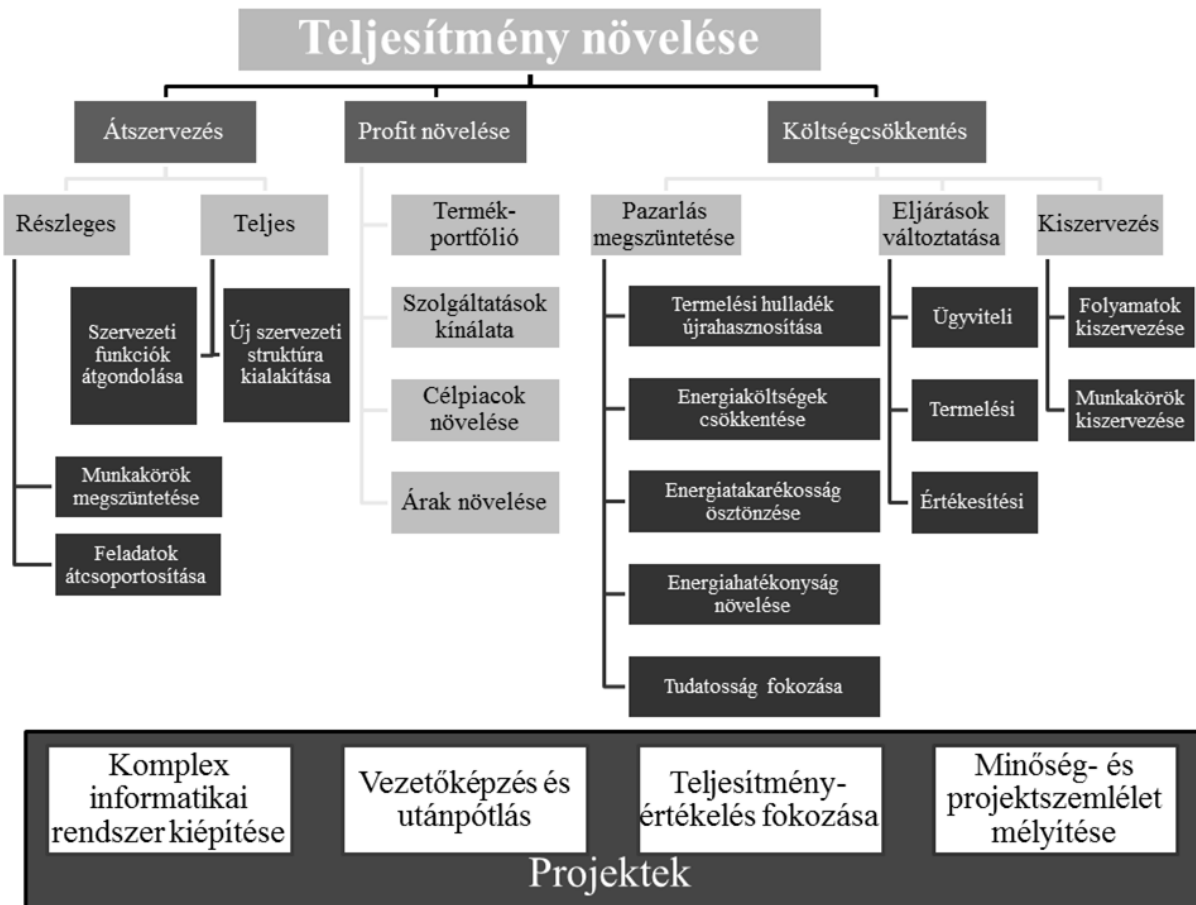 Teljesítmény növelése
Átszervezés
Profit növelése
Költségcsökkentés
Részleges
Teljes
Szervezeti
funkciók
átgondolása
Új szervezeti
struktúra
kialakítása
Munkakörök
megszüntetése
Feladatok
átcsoportosítása
Termék-
portfólió
Szolgáltatások
kínálata
Célpiacok
növelése
Árak növelése
Pazarlás
megszüntetése
Termelési hulladék
újrahasznosítása
Energiaköltségek
csökkentése
Energiatakarékosság
ösztönzése
Energiahatékonyság
növelése
Tudatosság fokozása
Eljárások
változtatása
Ügyviteli
Termelési
Értékesítési
Kiszervezés
Folyamatok
kiszervezése
Munkakörök
kiszervezése
Komplex
informatikai
rendszer kiépítése
Vezetőképzés és
utánpótlás
Teljesítmény-
értékelés fokozása
Minőség- és
projektszemlélet
mélyítése
Projektek